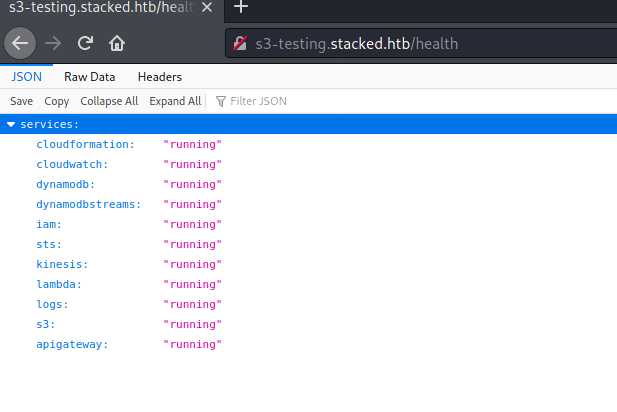 s3-testing.stacked.htb/healt
s3-testing.stacked.htb/health
JSON Raw Data Headers
Save Copy Collapse All Expand All Filter JSON
services:
cloudformation: "running"
cloudwatch: "running"
dynamodb: "running"
dynamodbstreams: "running"
iam: "running"
sts: "running"
kinesis: "running"
lambda: "running"
logs: "running"
s3: "running"
apigateway: "running"